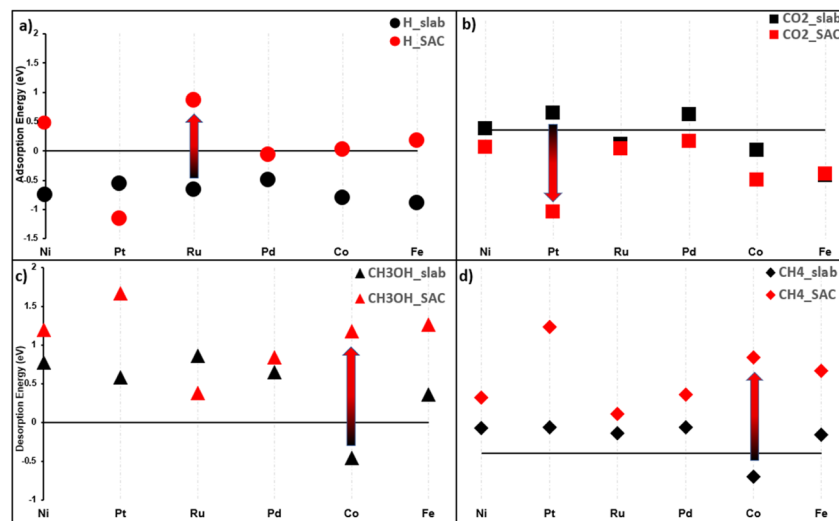 a)
H_slab
H_SAC
Adsorption Energy (eV)
2
1.5
1
0.5
0
-0.5
-1
-1.5
Ni Pt Ru Pd Co Fe
b)
CO2_slab
CO2_SAC
Ni Pt Ru Pd Co Fe
c)
CH3OH_slab
CH3OH_SAC
Desorption Energy (eV)
2
1.5
1
0.5
0
-0.5
-1
Ni Pt Ru Pd Co Fe
d)
CH4_slab
CH4_SAC
Ni Pt Ru Pd Co Fe